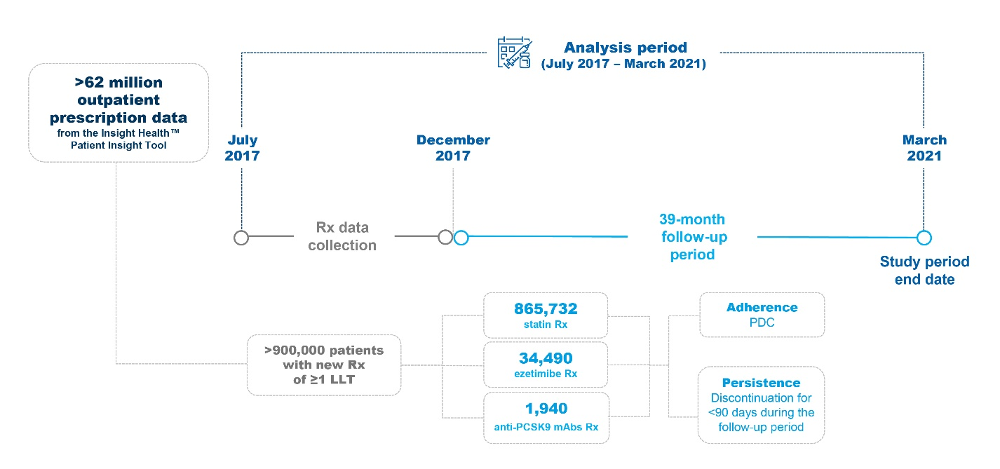 Analysis period
(July 2017 – March 2021)
>62 million
outpatient
prescription data
from the Insight Health™
Patient Insight Tool
July
2017
December
2017
March
2021
Rx data
collection
39-month
follow-up
period
Study period
end date
>900,000 patients
with new Rx
of ≥1 LLT
865,732
statin Rx
34,490
ezetimibe Rx
1,940
anti-PCSK9 mAbs Rx
Adherence
PDC
Persistence
Discontinuation for
<90 days during the
follow-up period